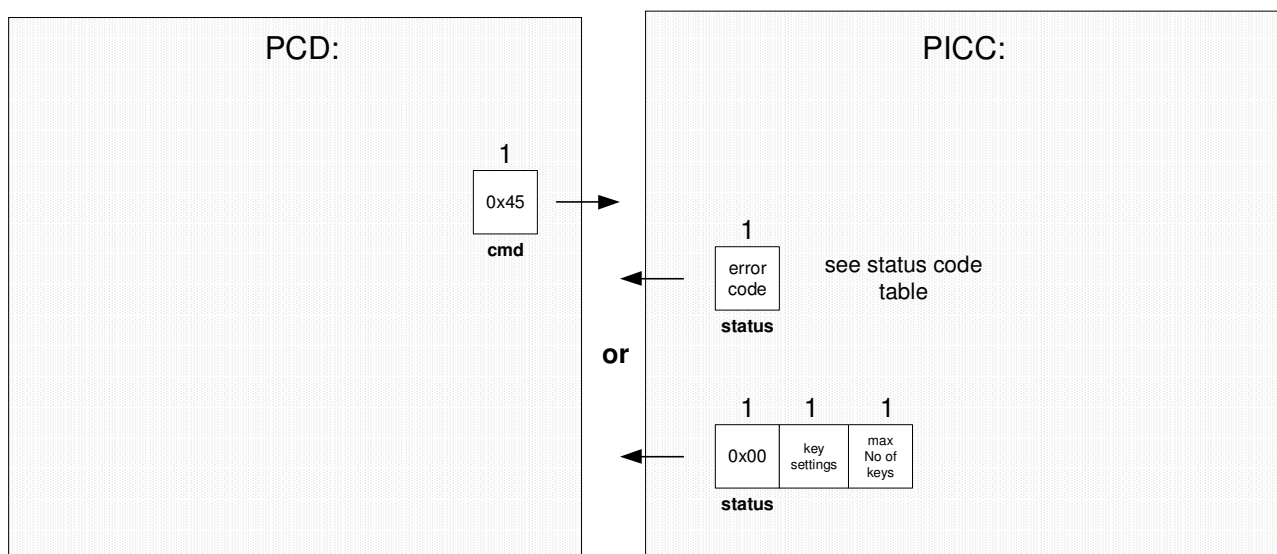 PCD:
PICC:
1
0x45
cmd
1
error
code
status
see status code
table
or
1 1 1
0x00
key
settings
max
No of
keys
status